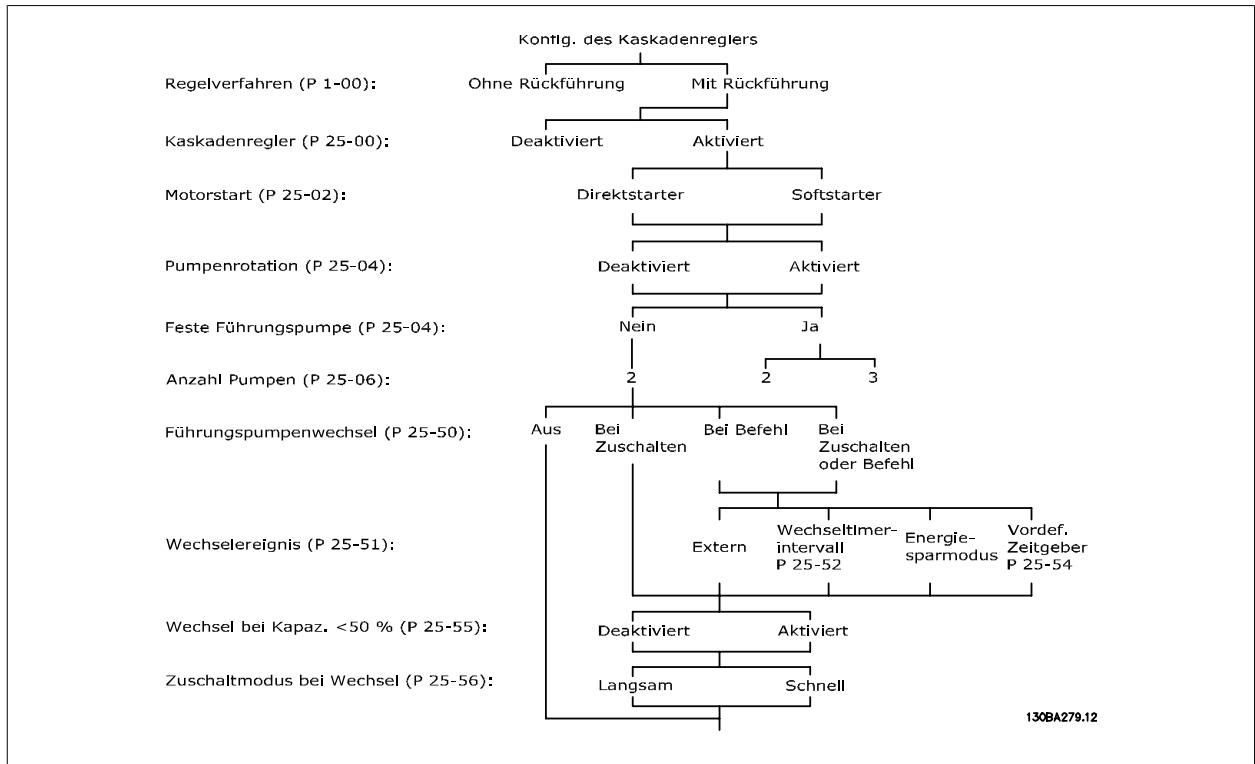 Konfig. des Kaskadenreglers
Regelverfahren (P 1-00): Ohne Rückführung Mit Rückführung
Kaskadenregler (P 25-00): Deaktiviert Aktiviert
Motorstart (P 25-02): Direktstarter Softstarter
Pumpenrotation (P 25-04): Deaktiviert Aktiviert
Feste Führungspumpe (P 25-04): Nein Ja
Anzahl Pumpen (P 25-06): 2 2 3
Führungspumpenwechsel (P 25-50): Aus Bei Zuschalten Bei Befehl Bei Zuschalten oder Befehl
Wechselereignis (P 25-51): Extern Wechseltimer-intervall P 25-52 Energie-sparmodus Vordef. Zeitgeber P 25-54
Wechsel bei Kapaz. <50 % (P 25-55): Deaktiviert Aktiviert
Zuschaltmodus bei Wechsel (P 25-56): Langsam Schnell
130BA279.12